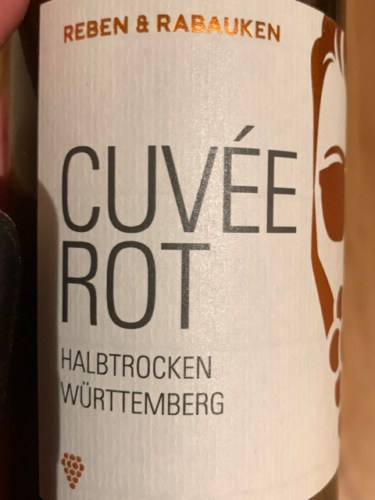 REBEN & RABAUKEN
CUVÉE
ROT
HALBTROCKEN
WÜRTTEMBERG